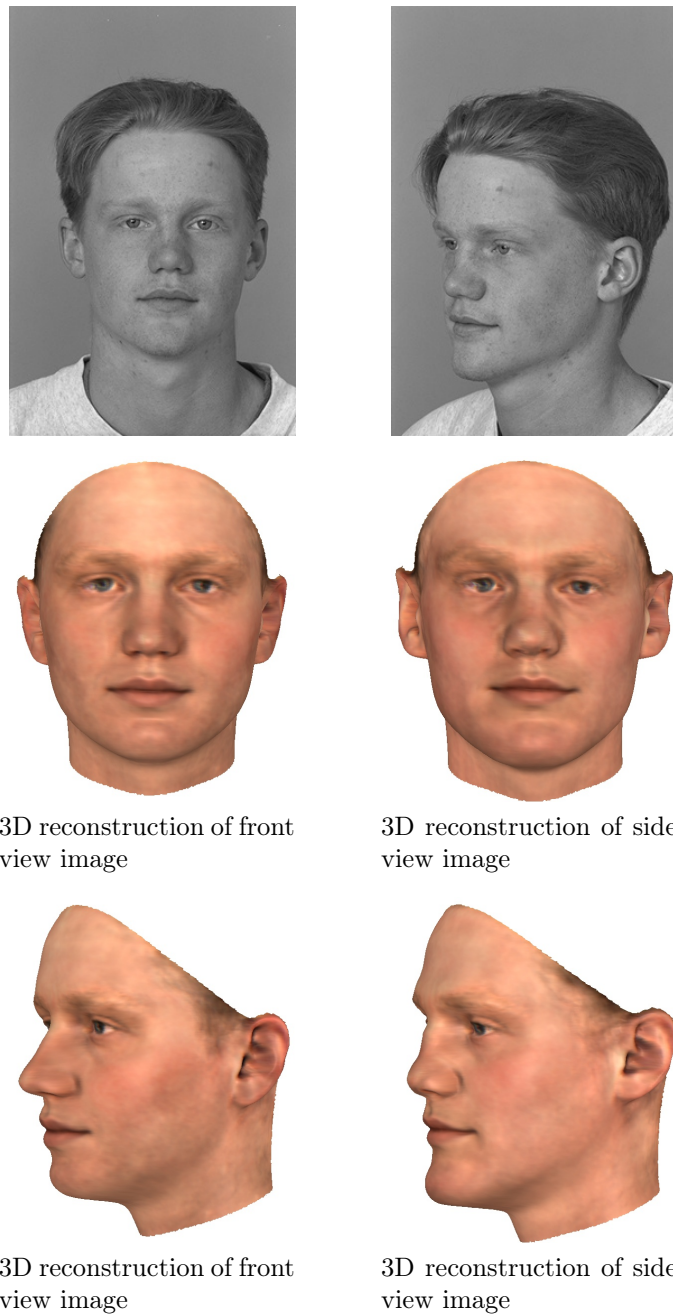 3D reconstruction of front
view image
3D reconstruction of side
view image
3D reconstruction of front
view image
3D reconstruction of side
view image